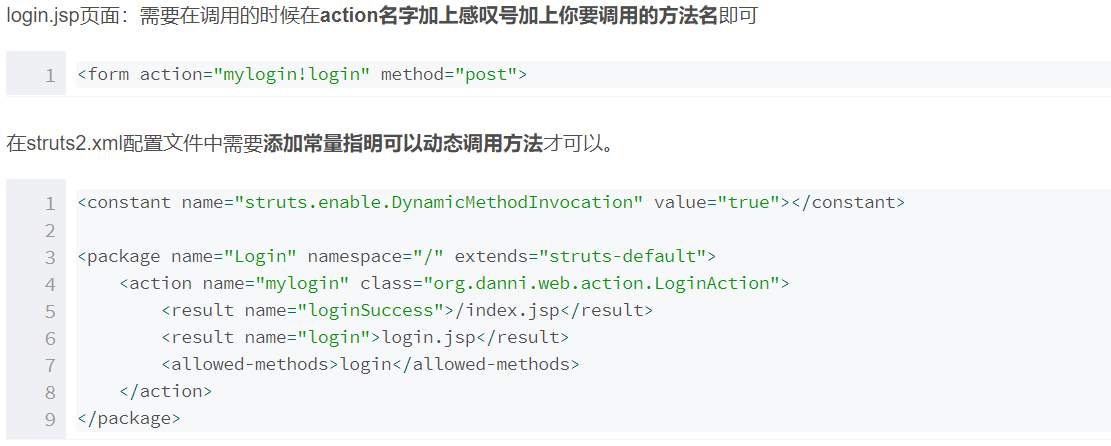 login.jsp页面：需要在调用的时候在action名字加上感叹号加上你要调用的方法名即可
1 <form action="mylogin!login" method="post">
在struts2.xml配置文件中需要添加常量指明可以动态调用方法才可以。
1 <constant name="struts.enable.DynamicMethodInvocation" value="true"></constant>
2
3 <package name="Login" namespace="/" extends="struts-default">
4     <action name="mylogin" class="org.danni.web.action.LoginAction">
5         <result name="loginSuccess">/index.jsp</result>
6         <result name="login">login.jsp</result>
7         <allowed-methods>login</allowed-methods>
8     </action>
9 </package>